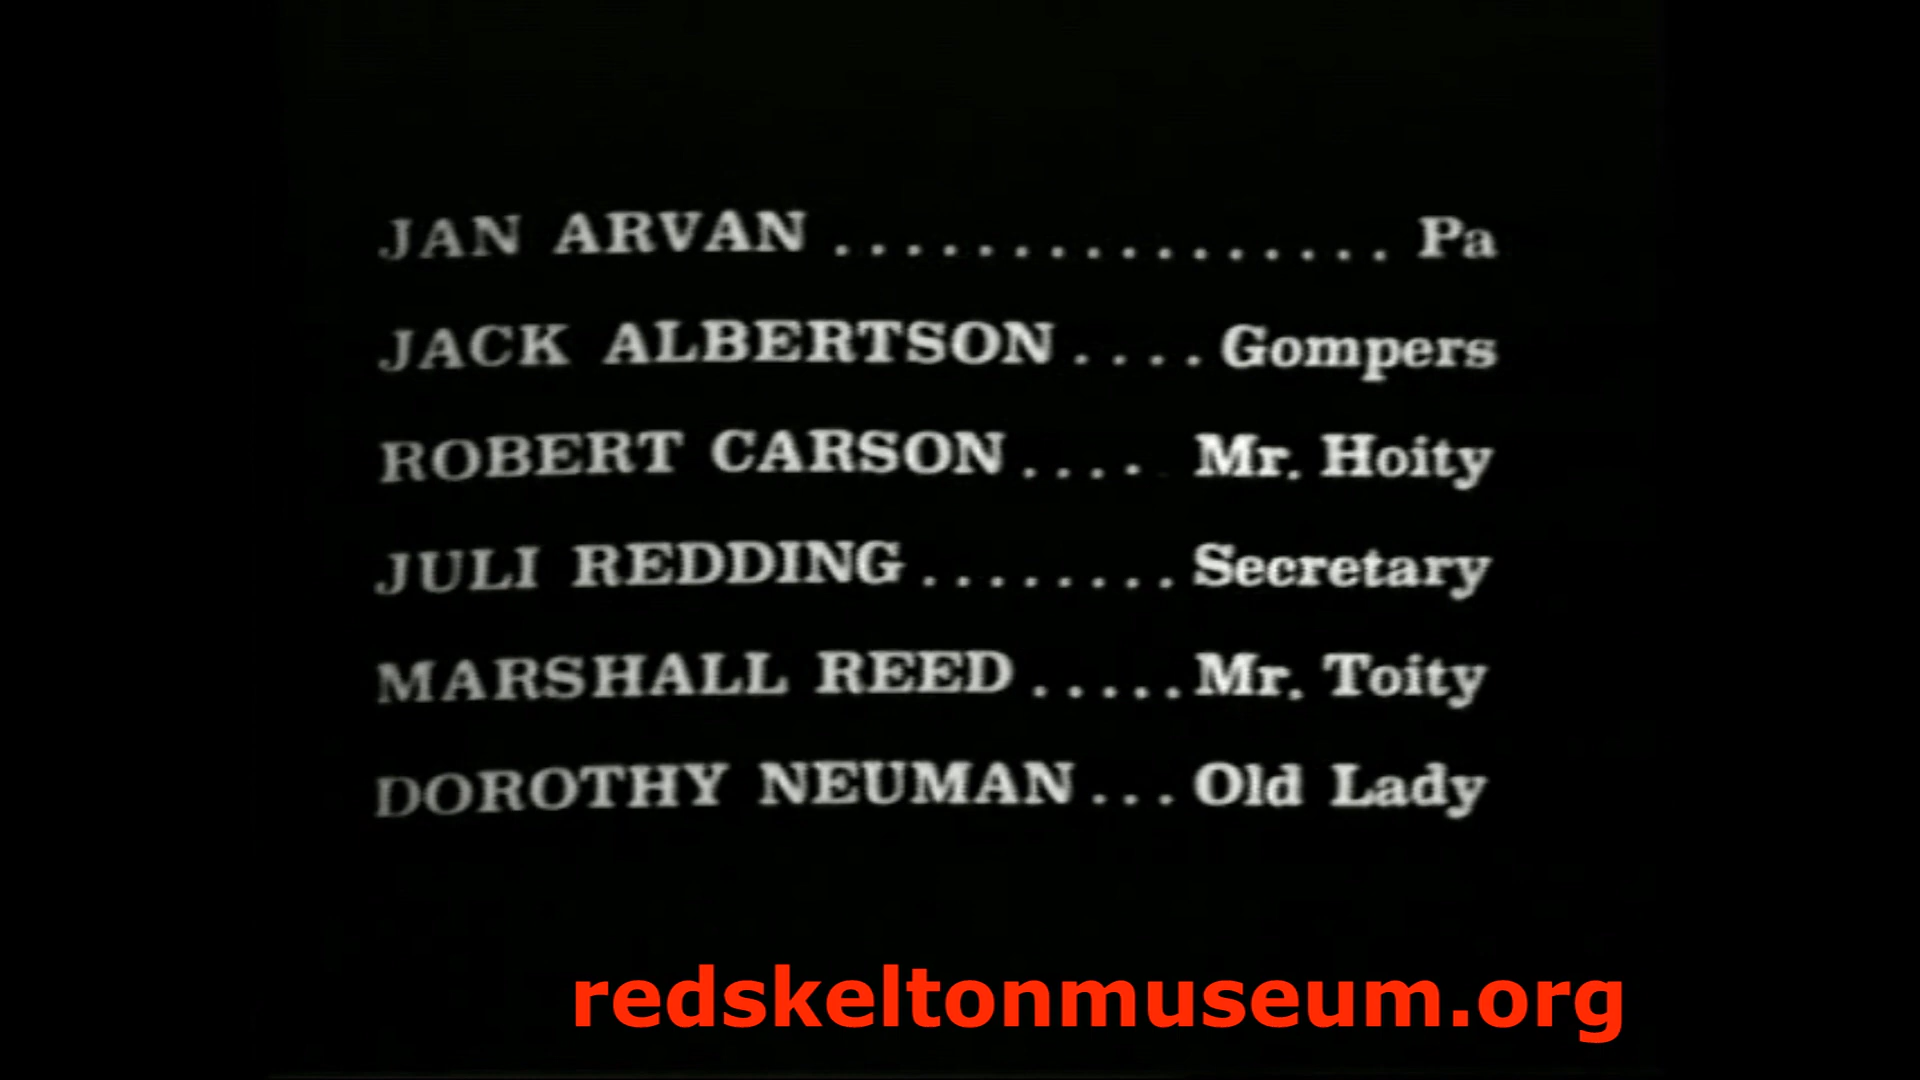 JAN ARVAN ................ Pa
JACK ALBERTSON .... Gompers
ROBERT CARSON .... Mr. Hoity
JULI REDDING ........ Secretary
MARSHALL REED ..... Mr. Toity
DOROTHY NEUMAN ... Old Lady
redskeltonmuseum.org